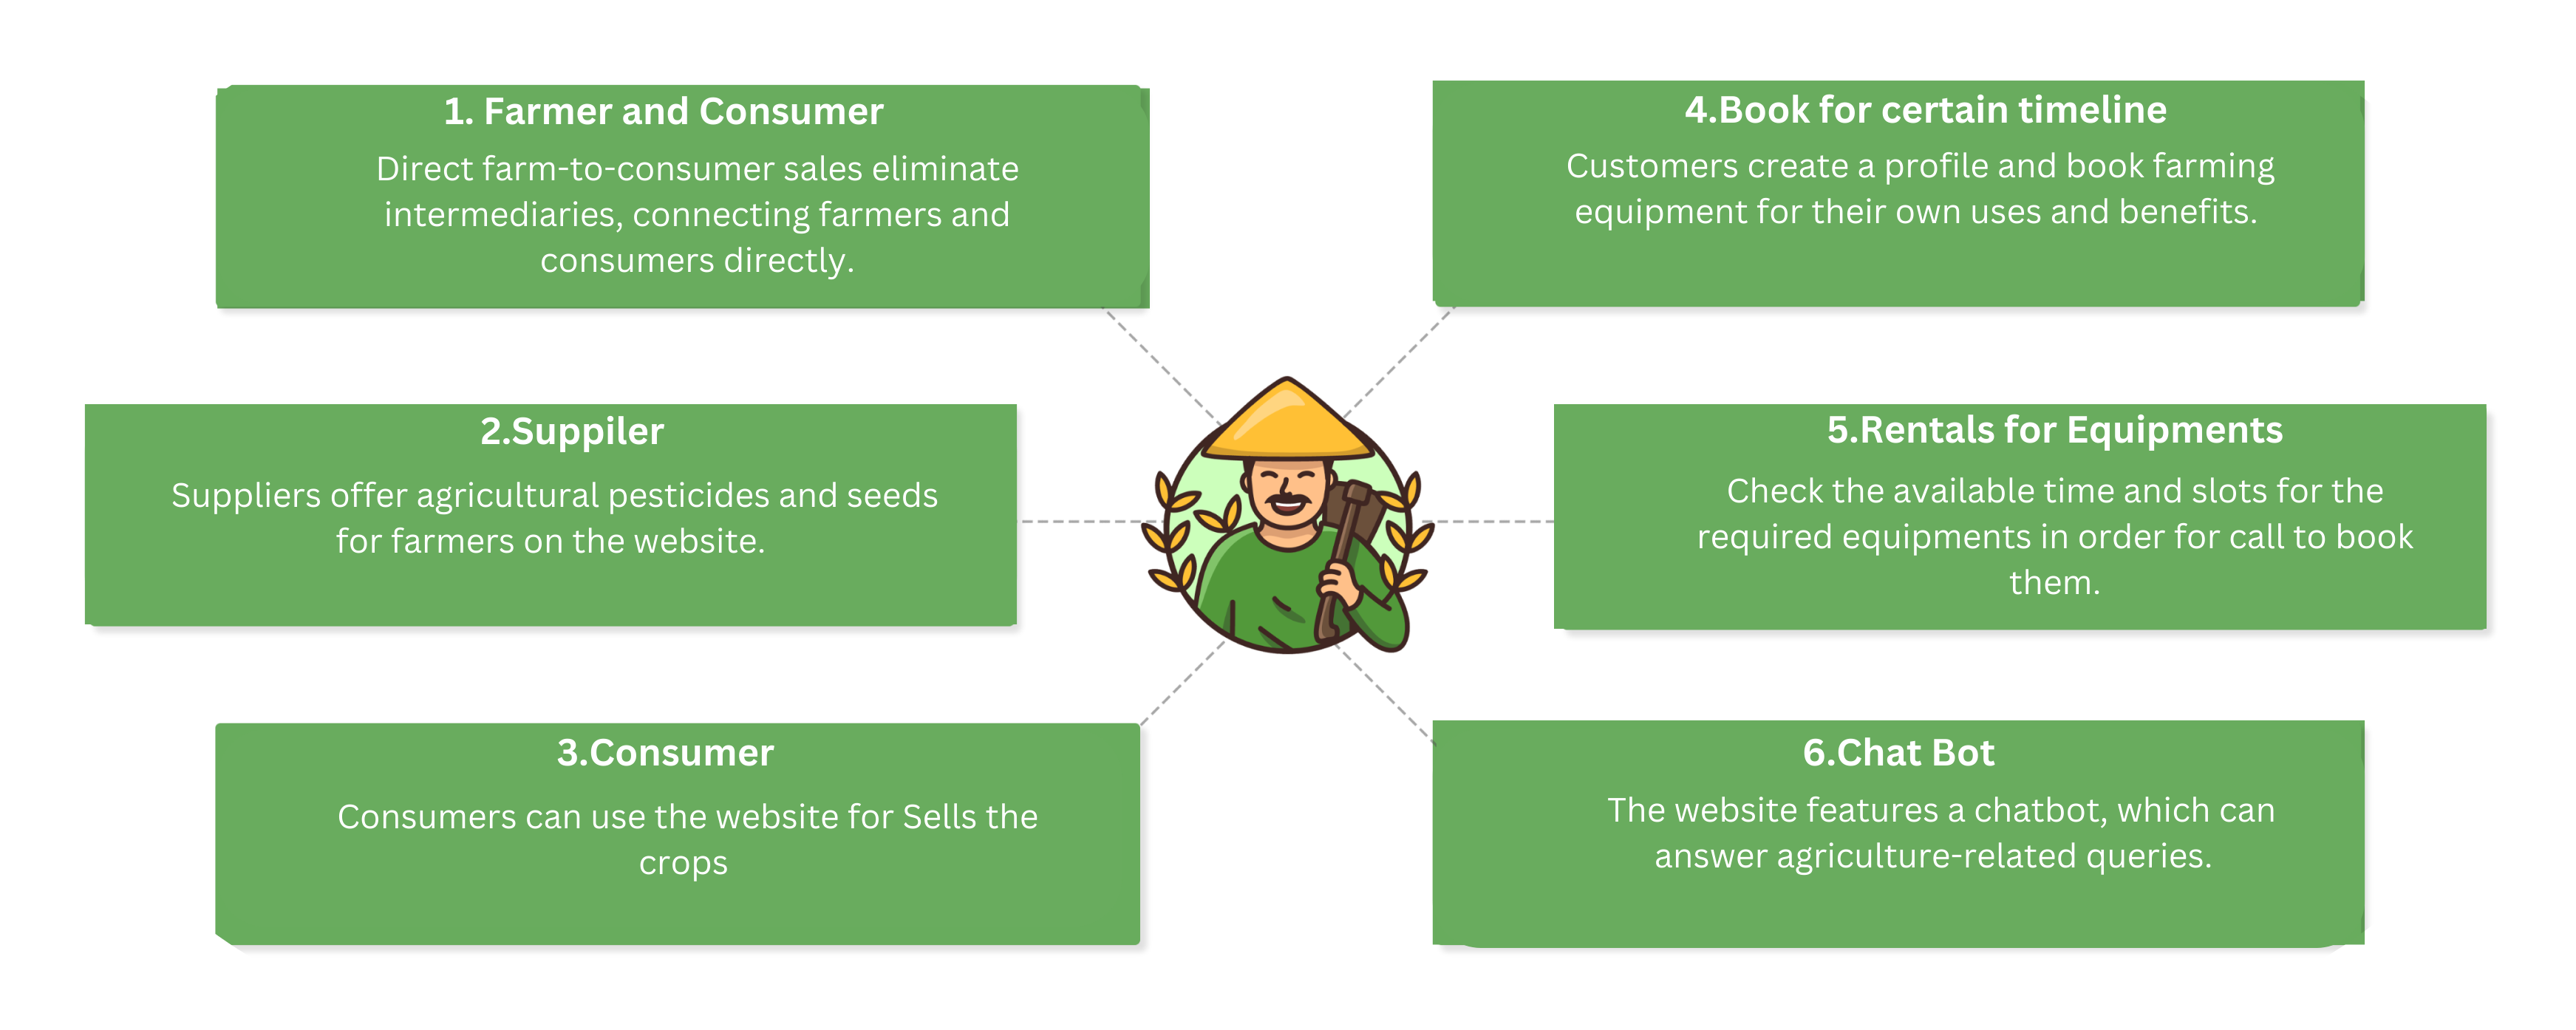 1. Farmer and Consumer
Direct farm-to-consumer sales eliminate
intermediaries, connecting farmers and
consumers directly.
2.Suppiler
Suppliers offer agricultural pesticides and seeds
for farmers on the website.
3.Consumer
Consumers can use the website for Sells the
crops
4.Book for certain timeline
Customers create a profile and book farming
equipment for their own uses and benefits.
5.Rentals for Equipments
Check the available time and slots for the
required equipments in order for call to book
them.
6.Chat Bot
The website features a chatbot, which can
answer agriculture-related queries.